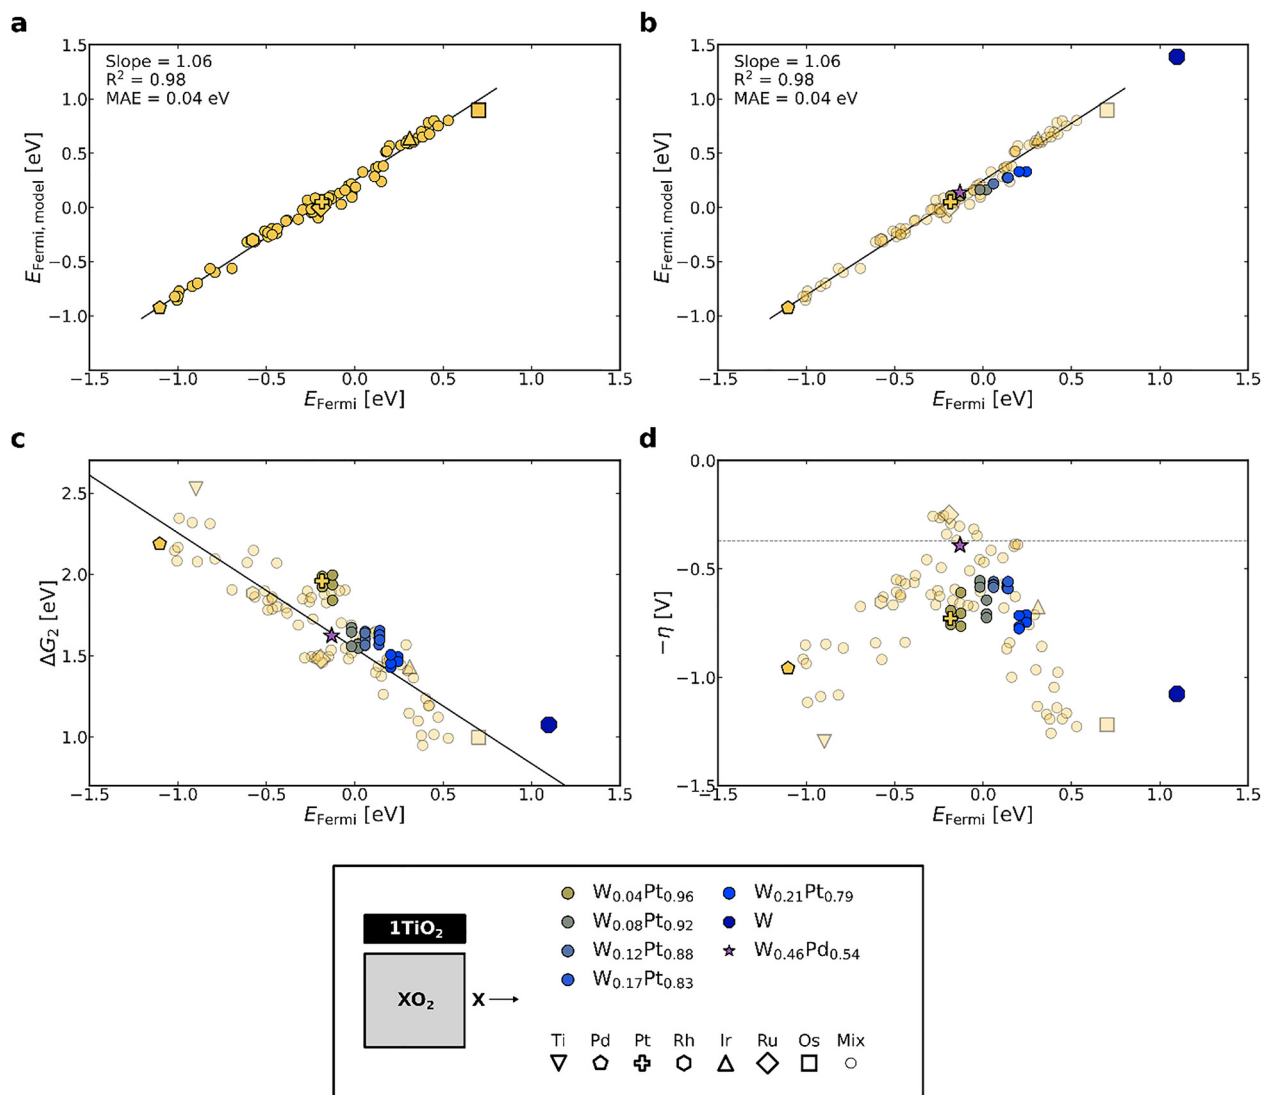 a
Slope = 1.06
R² = 0.98
MAE = 0.04 eV
E_Fermi, model [eV]
1.5
1.0
0.5
0.0
−0.5
−1.0
−1.5 −1.0 −0.5 0.0 0.5 1.0 1.5
E_Fermi [eV]
b
Slope = 1.06
R² = 0.98
MAE = 0.04 eV
E_Fermi, model [eV]
1.5
1.0
0.5
0.0
−0.5
−1.0
−1.5 −1.0 −0.5 0.0 0.5 1.0 1.5
E_Fermi [eV]
c
ΔG₂ [eV]
2.5
2.0
1.5
1.0
−1.5 −1.0 −0.5 0.0 0.5 1.0 1.5
E_Fermi [eV]
d
−η [V]
0.0
−0.5
−1.0
−1.5
−1.5 −1.0 −0.5 0.0 0.5 1.0 1.5
E_Fermi [eV]
1TiO₂
XO₂
X
W₀.₀₄Pt₀.₉₆
W₀.₀₈Pt₀.₉₂
W₀.₁₂Pt₀.₈₈
W₀.₁₇Pt₀.₈₃
W₀.₂₁Pt₀.₇₉
W
W₀.₄₆Pd₀.₅₄
Ti Pd Pt Rh Ir Ru Os Mix